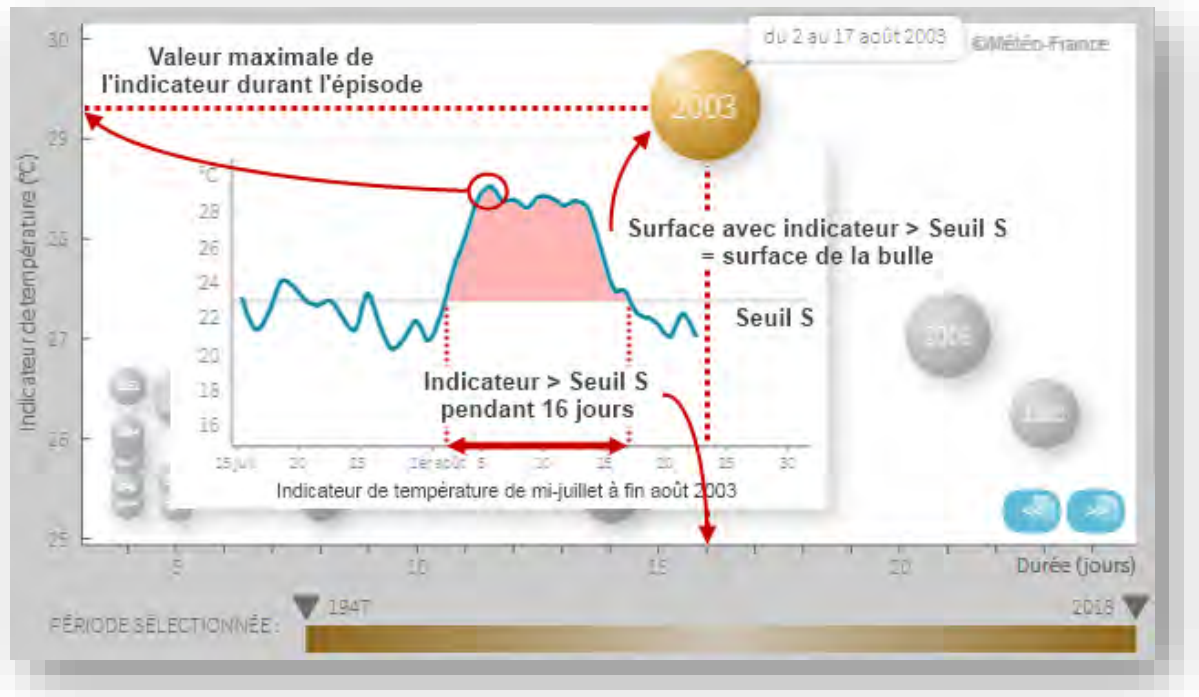 30
du 2 au 17 août 2003
©Météo-France
Valeur maximale de
l'indicateur durant l'épisode
2003
29
°C
28
28
Surface avec indicateur > Seuil S
= surface de la bulle
26
24
22
Seuil S
27
2006
20
Indicateur > Seuil S
pendant 16 jours
18
16
26
15 juil
20
25
1er août
5
10
15
20
25
30
Indicateur de température de mi-juillet à fin août 2003
<<
>>
25
5
10
15
20
Durée (jours)
Indicateur de température (°C)
1947
2018
PÉRIODE SÉLECTIONNÉE :